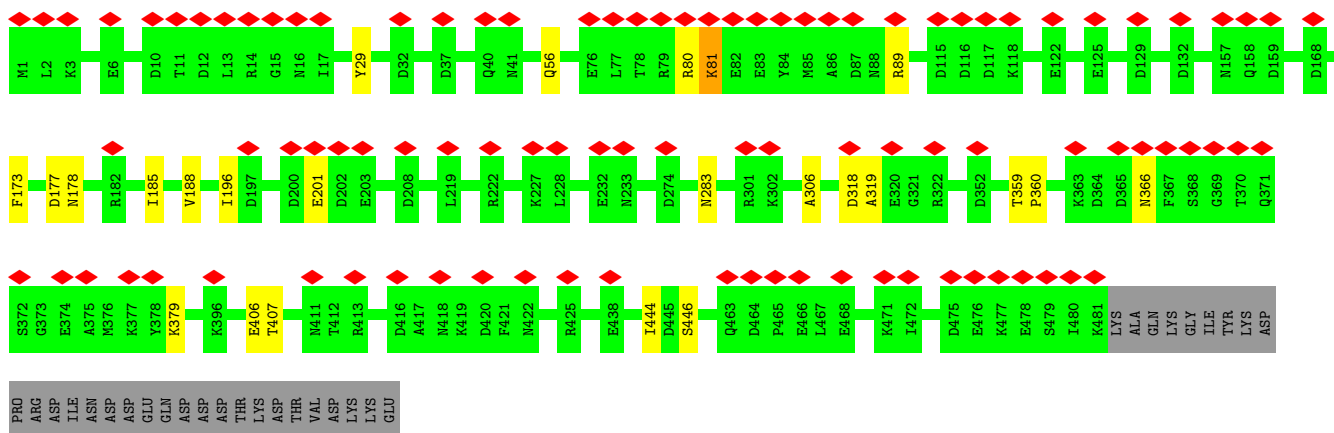 M1 L2 K3 E6 D10 T11 D12 L13 R14 G15 N16 I17 Y29 D32 D37 Q40 N41 Q56 E76 L77 T78 R79 R80 K81 E82 E83 Y84 M85 A86 D87 N88 R89 D115 D116 D117 K118 E122 E125 D129 D132 N157 Q158 D159 D168
F173 D177 N178 R182 I185 V188 I196 D197 D200 E201 D202 E203 D208 L219 R222 K227 L228 E232 N233 D274 N283 R301 K302 A306 D318 A319 E320 G321 R322 D352 T359 P360 K363 D364 D365 N366 F367 S368 G369 T370 Q371
S372 G373 E374 A375 M376 K377 Y378 K379 K396 E406 T407 N411 T412 R413 D416 A417 N418 K419 D420 F421 N422 R425 E438 I444 D445 S446 Q463 D464 P465 E466 L467 E468 K471 I472 D475 E476 K477 E478 S479 I480 K481 LYS ALA GLN LYS GLY ILE TYR LYS ASP
PRO ARG ASP ILE ASN ASP ASP GLU GLN ASP ASP ASP THR LYS ASP THR VAL ASP LYS LYS GLU